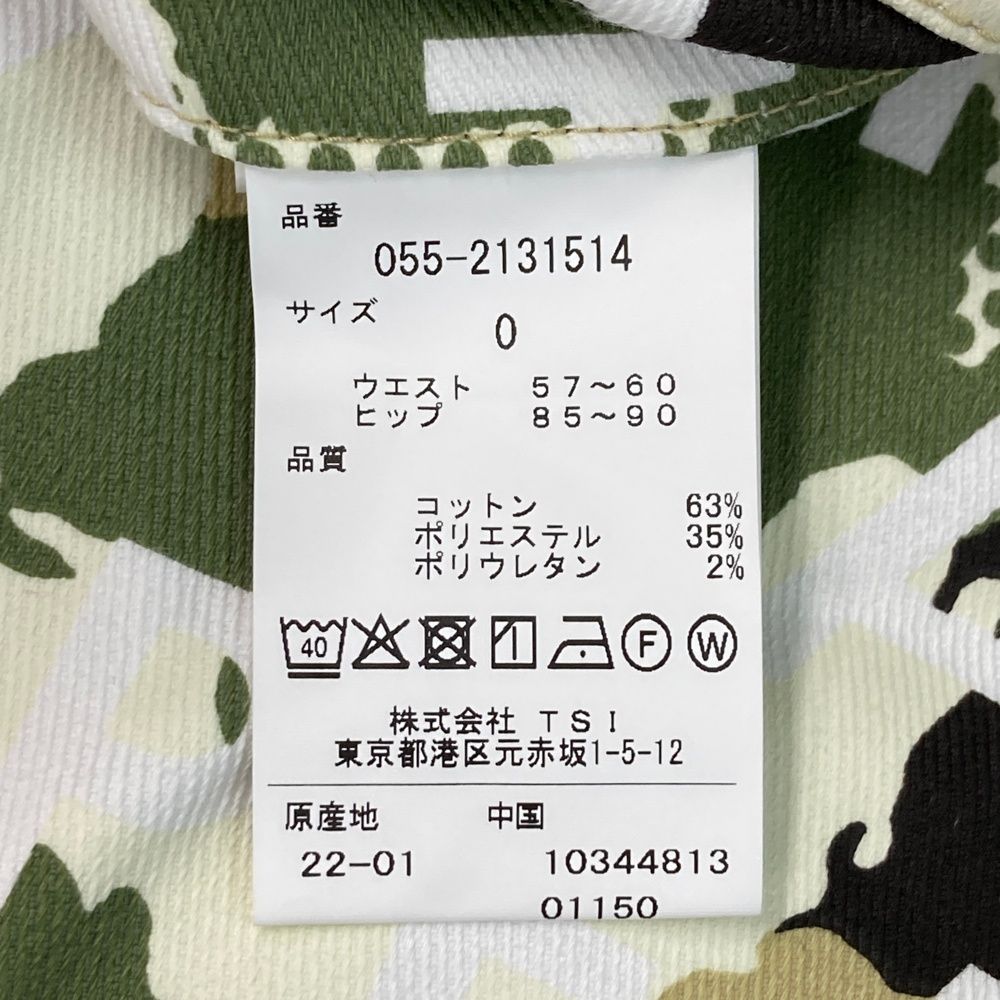 品番
055-2131514
サイズ
0
ウエスト 57～60
ヒップ 85～90
品質
コットン 63%
ポリエステル 35%
ポリウレタン 2%
40 F W
株式会社 TSI
東京都港区元赤坂1-5-12
原産地 中国
22-01 10344813
01150